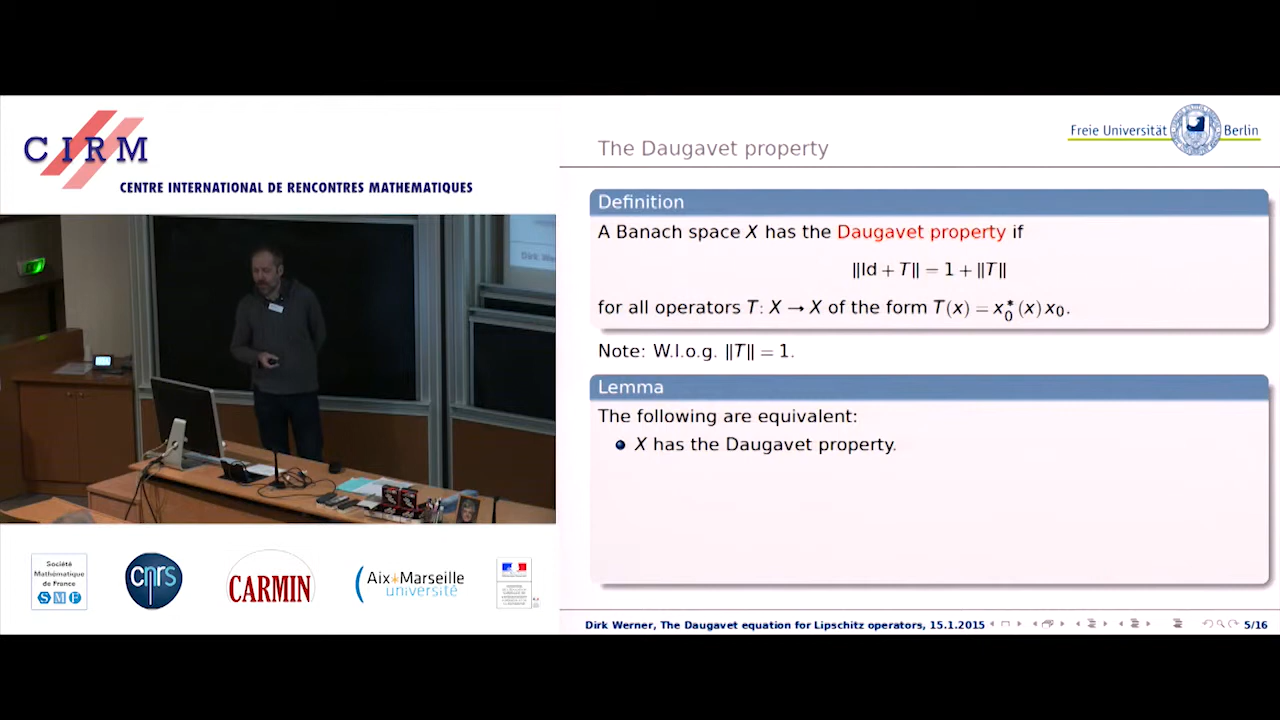 CIRM
CENTRE INTERNATIONAL DE RENCONTRES MATHEMATIQUES
Société
Mathématique
de France
SMF
cnrs
CARMIN
Aix*Marseille
université
The Daugavet property
Freie Universität Berlin
Definition
A Banach space X has the Daugavet property if
‖Id + T‖ = 1 + ‖T‖
for all operators T: X → X of the form T(x) = x₀*(x)x₀.
Note: W.l.o.g. ‖T‖ = 1.
Lemma
The following are equivalent:
● X has the Daugavet property.
Dirk Werner, The Daugavet equation for Lipschitz operators, 15.1.2015
5/16